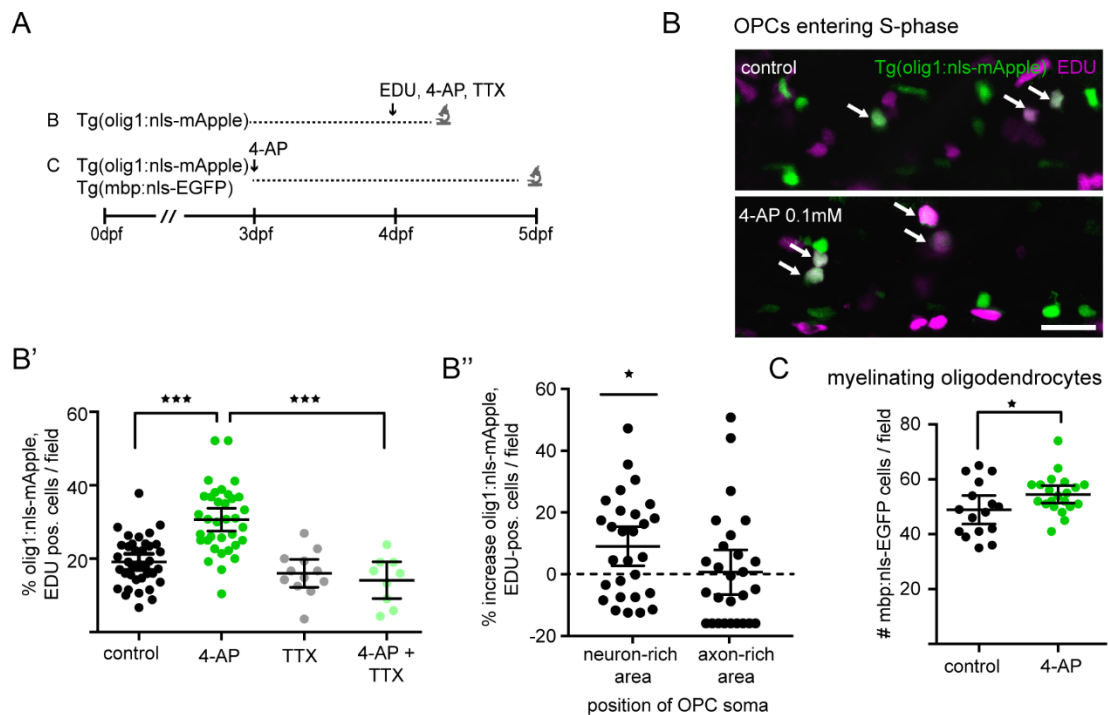 A
EDU, 4-AP, TTX
B Tg(olig1:nls-mApple)
4-AP
C Tg(olig1:nls-mApple)
Tg(mbp:nls-EGFP)
0dpf // 3dpf 4dpf 5dpf
B OPCs entering S-phase
control Tg(olig1:nls-mApple) EDU
4-AP 0.1mM
B'
★★★ ★★★
% olig1:nls-mApple,
EDU pos. cells / field
60
40
20
control 4-AP TTX 4-AP +
TTX
B''
★
% increase olig1:nls-mApple,
EDU-pos. cells / field
60
40
20
0
-20
neuron-rich axon-rich
area area
position of OPC soma
C myelinating oligodendrocytes
★
# mbp:nls-EGFP cells / field
80
60
40
20
0
control 4-AP